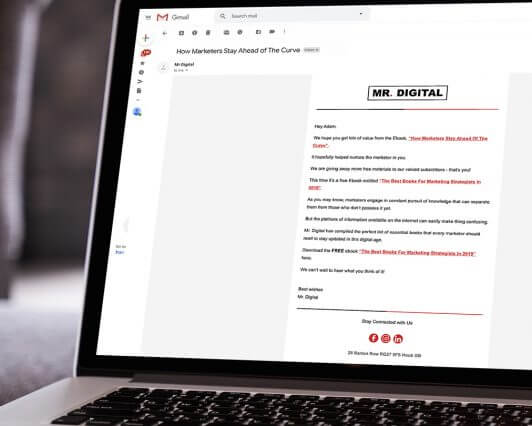 Gmail
Search mail
How Marketers Stay Ahead of The Curve
Mr Digital
to me
MR. DIGITAL
Hey Adam,
We hope you got lots of value from the Ebook, "How Marketers Stay Ahead Of The
Curve".
It hopefully helped nurture the marketer in you.
We are giving away more free materials to our valued subscribers - that's you!
This time it's a free Ebook entitled "The Best Books For Marketing Strategists in
2019"
As you may know, marketers engage in constant pursuit of knowledge that can separate
them from those who don't possess it yet.
But the plethora of information available on the internet can easily make thing confusing.
Mr. Digital has compiled the perfect list of essential books that every marketer should
read to stay updated in this digital age.
Download the FREE ebook "The Best Books For Marketing Strategists in 2019"
here.
We can't wait to hear what you think of it!
Best wishes
Mr. Digital
Stay Connected with Us